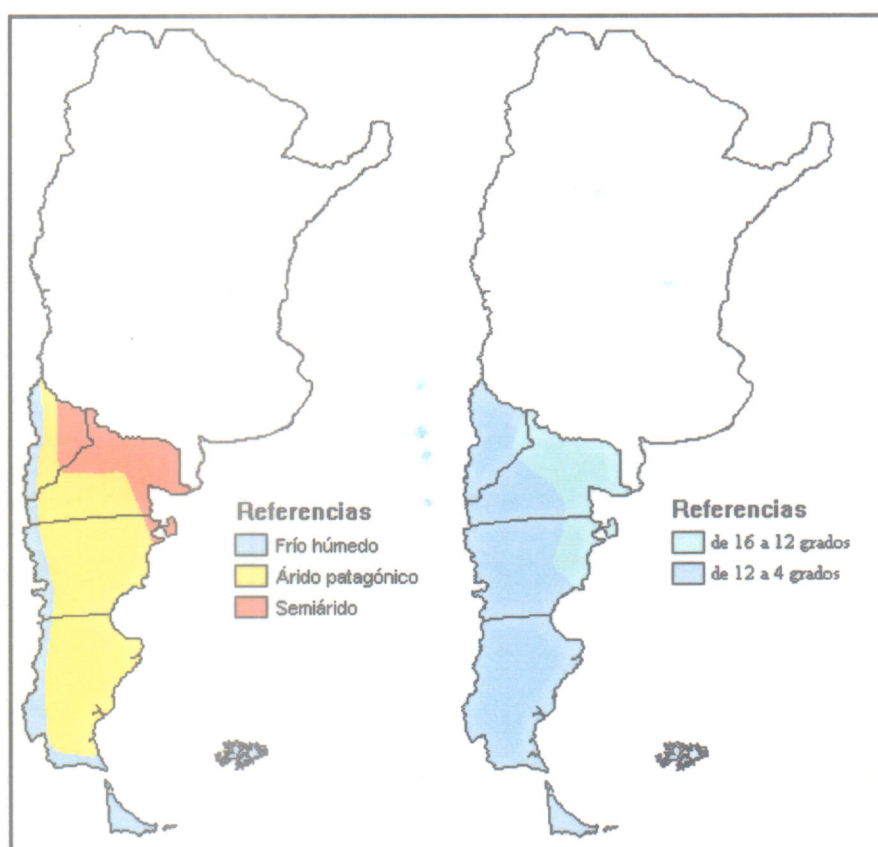 Referencias
Frío húmedo
Árido patagónico
Semiárido
Referencias
de 16 a 12 grados
de 12 a 4 grados